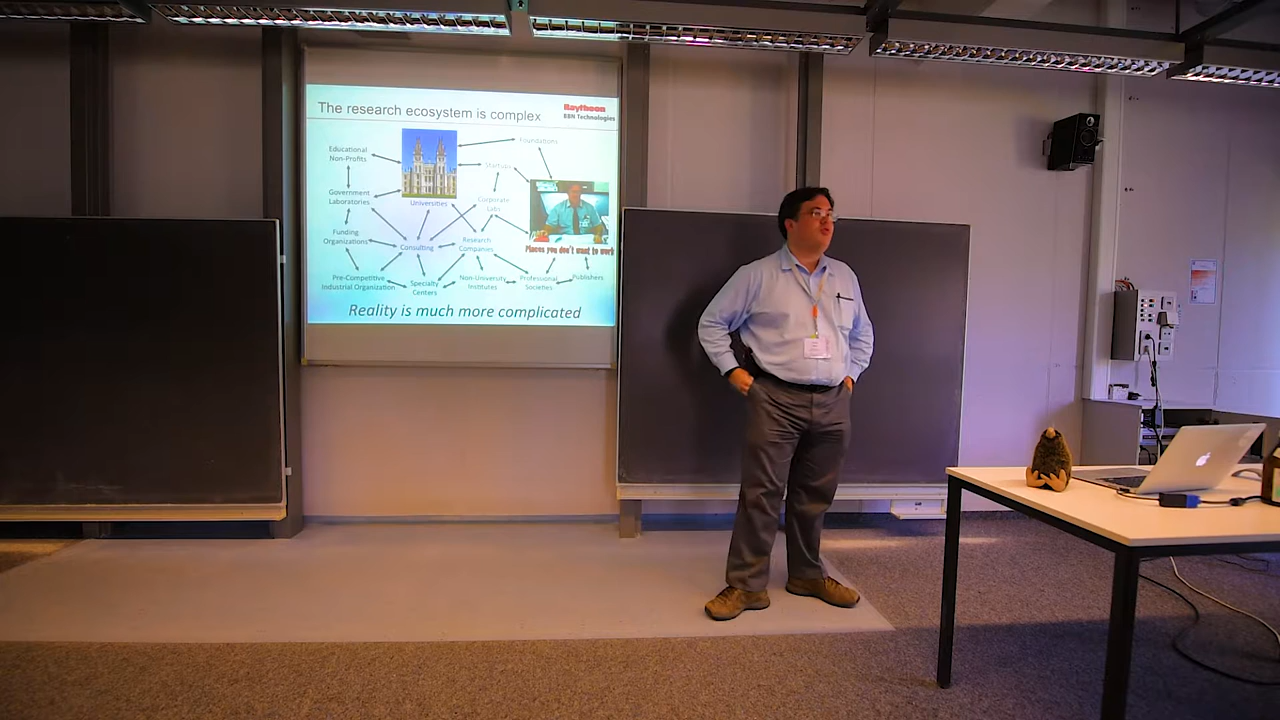 The research ecosystem is complex
Raytheon
BBN Technologies
Foundations
Educational
Non-Profits
Startups
Government
Laboratories
Universities
Corporate
Labs
Funding
Organizations
Consulting
Research
Companies
Places you don't want to work
Pre-Competitive
Industrial Organization
Specialty
Centers
Non-University
Institutes
Professional
Societies
Publishers
Reality is much more complicated